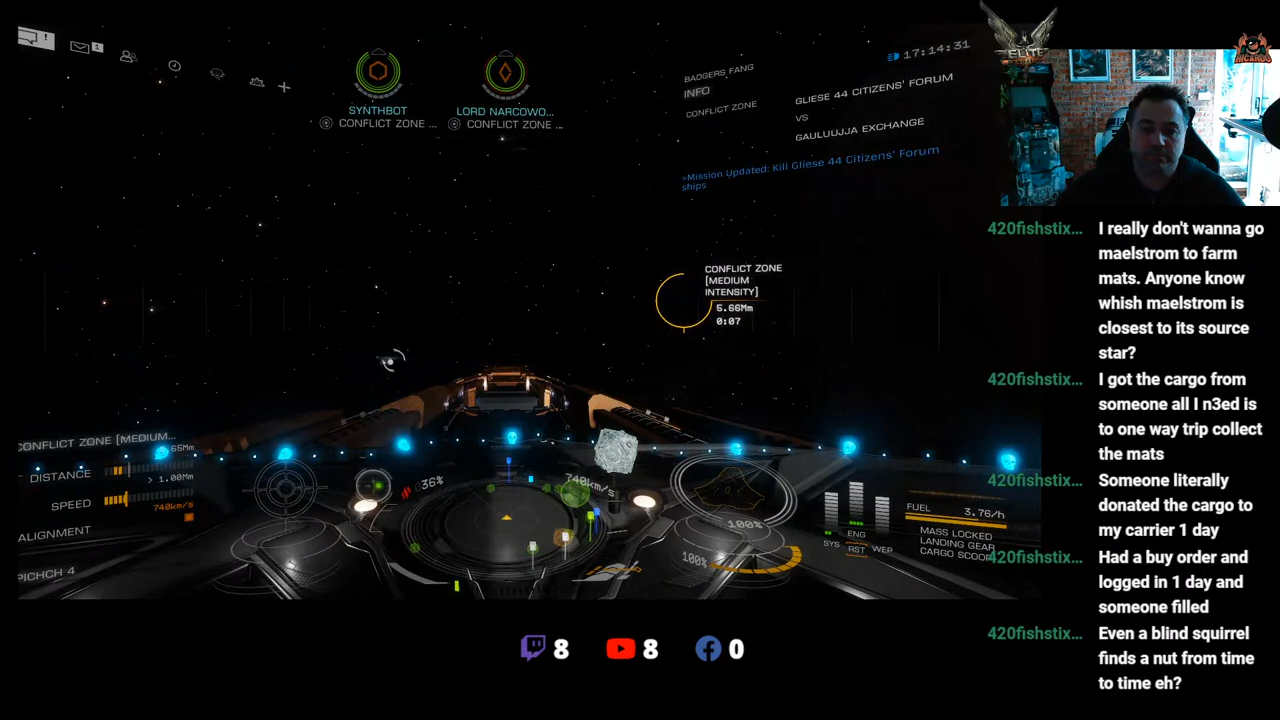 1
17:14:31
ELITE
RICARDO
SYNTHBOT
CONFLICT ZONE ...
LORD NARCOWO...
CONFLICT ZONE ...
BADGERS_FANG
INFO
CONFLICT ZONE
GLIESE 44 CITIZENS' FORUM
VS
GAULUUJJA EXCHANGE
>Mission Updated: Kill Gliese 44 Citizens' Forum
ships
CONFLICT ZONE
[MEDIUM
INTENSITY]
5.66Mm
0:07
CONFLICT ZONE [MEDIUM...
DISTANCE
> 1.00Mm
SPEED
740km/s
ALIGNMENT
PICHCH 4
36%
740km/s
100%
100%
SYS
ENG
RST
WEP
FUEL
3.76/h
MASS LOCKED
LANDING GEAR
CARGO SCOOP
420fishstix... I really don't wanna go
maelstrom to farm
mats. Anyone know
whish maelstrom is
closest to its source
star?
420fishstix... I got the cargo from
someone all I n3ed is
to one way trip collect
the mats
420fishstix... Someone literally
donated the cargo to
my carrier 1 day
420fishstix... Had a buy order and
logged in 1 day and
someone filled
420fishstix... Even a blind squirrel
finds a nut from time
to time eh?
8
8
0